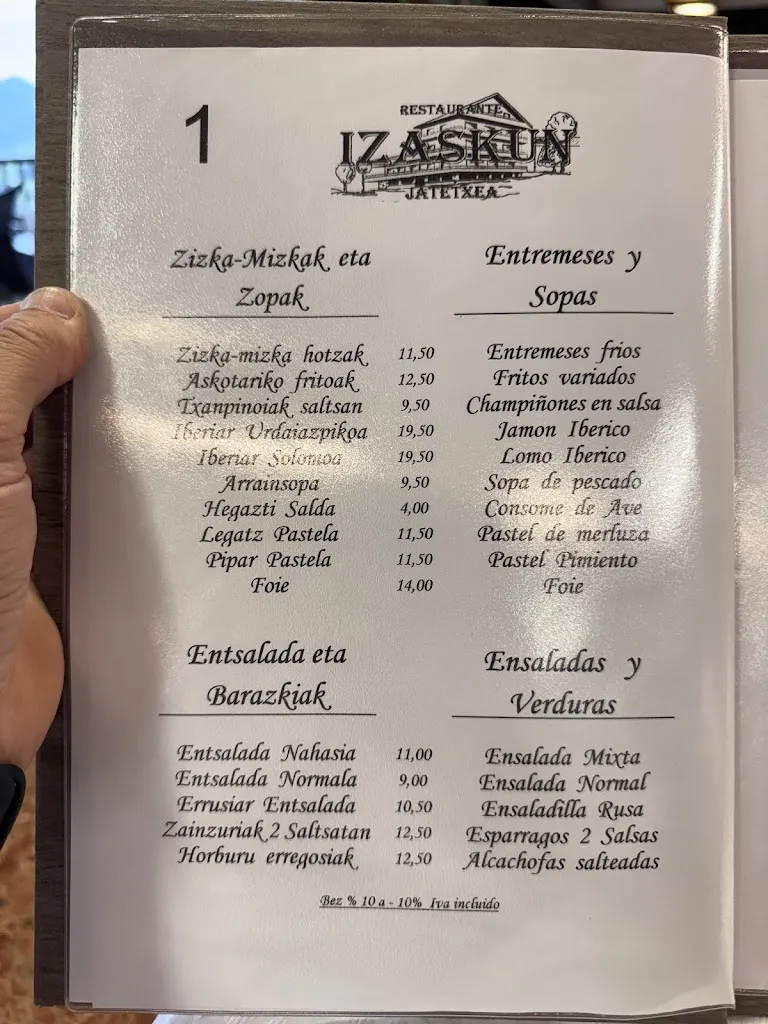 1
RESTAURANTE
IZASKUN
JATETXEA
Zizka-Mizkak eta
Zopak
Entremeses y
Sopas
Zizka-mizka hotzak 11,50 Entremeses frios
Askotariko fritoak 12,50 Fritos variados
Txanpinoiak saltsan 9,50 Champiñones en salsa
Iberiar Urdaiazpikoa 19,50 Jamon Iberico
Iberiar Solomoa 19,50 Lomo Iberico
Arrainsopa 9,50 Sopa de pescado
Hegazti Salda 4,00 Consome de Ave
Legatz Pastela 11,50 Pastel de merluza
Pipar Pastela 11,50 Pastel Pimiento
Foie 14,00 Foie
Entsalada eta
Barazkiak
Ensaladas y
Verduras
Entsalada Nahasia 11,00 Ensalada Mixta
Entsalada Normala 9,00 Ensalada Normal
Errusiar Entsalada 10,50 Ensaladilla Rusa
Zainzuriak 2 Saltsatan 12,50 Esparragos 2 Salsas
Horburu erregosiak 12,50 Alcachofas salteadas
Bez % 10 a - 10% Iva incluido